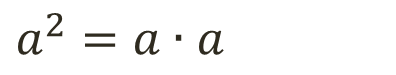 a² = a · a